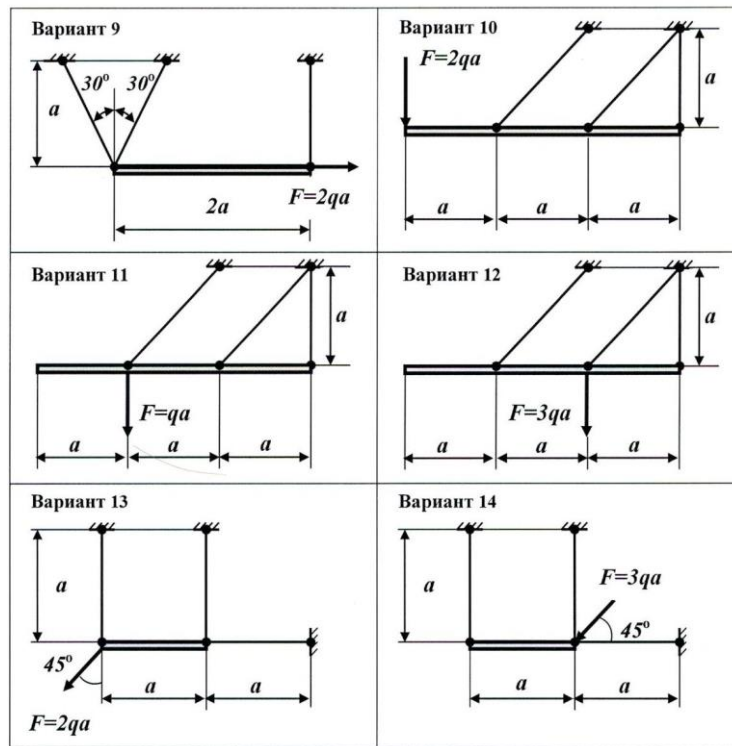 Вариант 9
30° 30°
a
F=2qa
2a
Вариант 10
F=2qa
a
a a a
Вариант 11
a
F=qa
a a a
Вариант 12
a
F=3qa
a a a
Вариант 13
a
45°
a a
F=2qa
Вариант 14
F=3qa
a
45°
a a